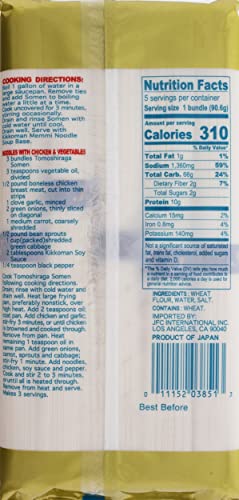 COOKING DIRECTIONS:
Boil 1 gallon of water in a
large saucepan. Remove ties
and add Somen to boiling
water a little at a time.
Cook uncovered for 3 minutes,
stirring occasionally.
Drain and rinse Somen with
cold water until cool.
Drain well. Serve with
Kikkoman Memmi Noodle
Soup Base.
NOODLES WITH CHICKEN & VEGETABLES
3 bundles Tomoshiraga
Somen
3 teaspoons vegetable oil,
divided
1/2 pound boneless chicken
breast meat, cut into thin
strips
1 clove garlic, minced
2 green onions, thinly sliced
on diagonal
1 medium carrot, coarsely
shredded
1/2 pound bean sprouts
cup (packed) shredded
green cabbage
2 tablespoons Kikkoman Soy
Sauce
1/4 teaspoon black pepper
Cook Tomoshiraga Somen
following cooking directions.
Drain; rinse with cold water and
drain well. Heat large frying
pan, preferably nonstick, over
high heat. Add 2 teaspoons oil;
coat pan. Add chicken and garlic;
stir-fry 3 minutes, or until chicken
is browned and cooked through.
Remove from pan. Heat remaining
1 teaspoon oil in
same pan. Add green onions,
carrot, sprouts and cabbage;
stir-fry 1 minute. Add noodles,
chicken, soy sauce and pepper.
Cook and stir 2 to 3 minutes,
or until all is heated through.
Remove from heat and serve.
Makes 3 servings.
Nutrition Facts
5 servings per container
Serving size 1 bundle (90.6g)
Amount per serving
Calories 310
% Daily Value*
Total Fat 1g 1%
Sodium 1,360mg 59%
Total Carb. 66g 24%
Dietary Fiber 2g 7%
Total Sugars 2g
Protein 10g
Calcium 15mg 2%
Iron 0.8mg 4%
Potassium 140mg 4%
Not a significant source of saturated
fat, trans fat, cholesterol, added sugars
and vitamin D.
*The % Daily Value (DV) tells you how much
a nutrient in a serving of food contributes to
a daily diet. 2,000 calories a day is used for
general nutrition advice.
INGREDIENTS: WHEAT
FLOUR, WATER, SALT.
CONTAINS: WHEAT.
IMPORTED BY:
JFC INTERNATIONAL INC.
LOS ANGELES, CA 90040
PRODUCT OF JAPAN
0 11152 03851 7
Best Before